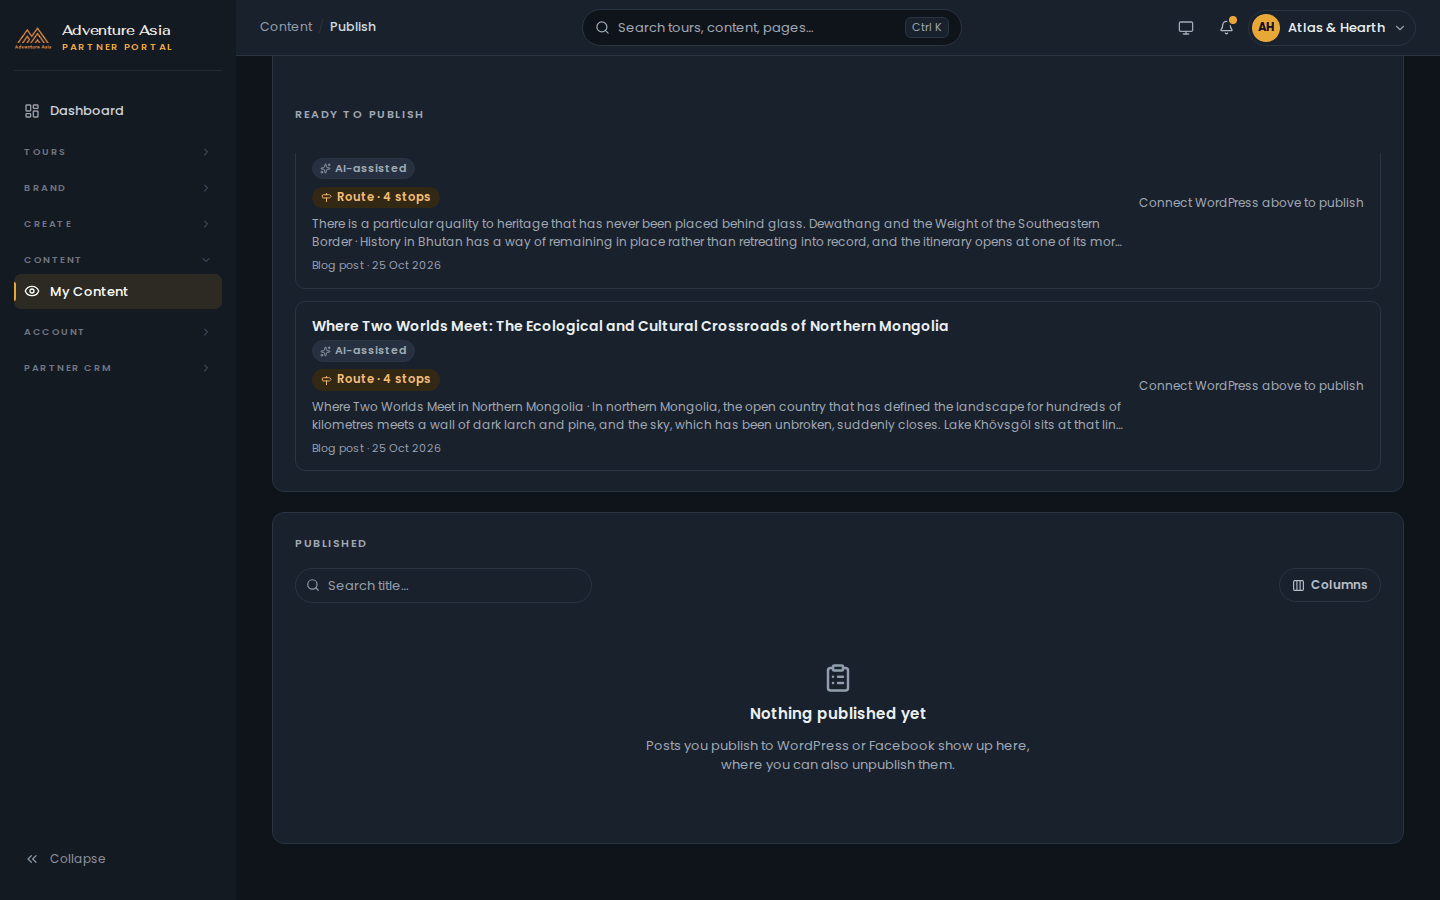 Adventure Asia
PARTNER PORTAL
Adventure Asia
Content / Publish
Search tours, content, pages...
Ctrl K
AH
Atlas & Hearth
Dashboard
TOURS
BRAND
CREATE
CONTENT
My Content
ACCOUNT
PARTNER CRM
Collapse
READY TO PUBLISH
AI-assisted
Route · 4 stops
There is a particular quality to heritage that has never been placed behind glass. Dewathang and the Weight of the Southeastern
Border · History in Bhutan has a way of remaining in place rather than retreating into record, and the itinerary opens at one of its mor...
Blog post · 25 Oct 2026
Connect WordPress above to publish
Where Two Worlds Meet: The Ecological and Cultural Crossroads of Northern Mongolia
AI-assisted
Route · 4 stops
Where Two Worlds Meet in Northern Mongolia · In northern Mongolia, the open country that has defined the landscape for hundreds of
kilometres meets a wall of dark larch and pine, and the sky, which has been unbroken, suddenly closes. Lake Khövsgöl sits at that lin...
Blog post · 25 Oct 2026
Connect WordPress above to publish
PUBLISHED
Search title...
Columns
Nothing published yet
Posts you publish to WordPress or Facebook show up here,
where you can also unpublish them.